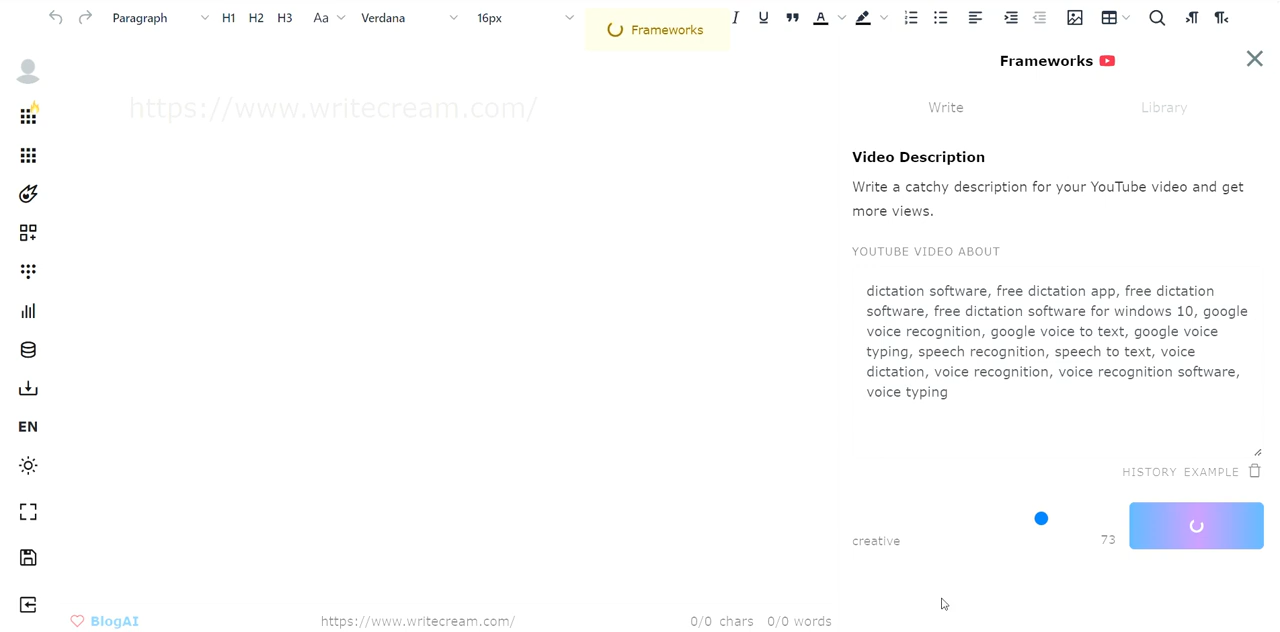 Paragraph H1 H2 H3 Aa Verdana 16px I U A
Frameworks
Frameworks
https://www.writecream.com/
Write Library
Video Description
Write a catchy description for your YouTube video and get
more views.
YOUTUBE VIDEO ABOUT
dictation software, free dictation app, free dictation
software, free dictation software for windows 10, google
voice recognition, google voice to text, google voice
typing, speech recognition, speech to text, voice
dictation, voice recognition, voice recognition software,
voice typing
EN
HISTORY EXAMPLE
creative 73
BlogAI https://www.writecream.com/ 0/0 chars 0/0 words